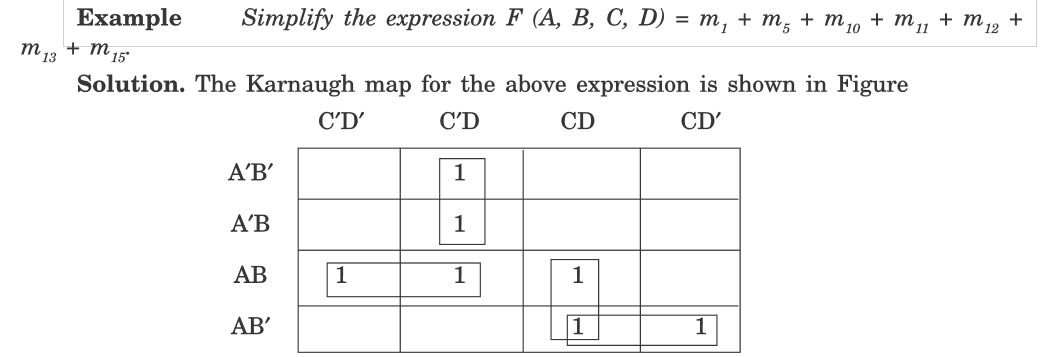 Example Simplify the expression F (A, B, C, D) = m₁ + m₅ + m₁₀ + m₁₁ + m₁₂ +
m₁₃ + m₁₅.
Solution. The Karnaugh map for the above expression is shown in Figure
C′D′ C′D CD CD′
A′B′ 1
A′B 1
AB 1 1 1
AB′ 1 1